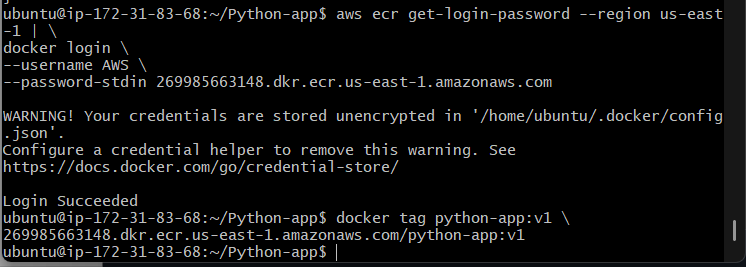 ubuntu@ip-172-31-83-68:~/Python-app$ aws ecr get-login-password --region us-east
-1 | \
docker login \
--username AWS \
--password-stdin 269985663148.dkr.ecr.us-east-1.amazonaws.com
WARNING! Your credentials are stored unencrypted in '/home/ubuntu/.docker/config
.json'.
Configure a credential helper to remove this warning. See
https://docs.docker.com/go/credential-store/
Login Succeeded
ubuntu@ip-172-31-83-68:~/Python-app$ docker tag python-app:v1 \
269985663148.dkr.ecr.us-east-1.amazonaws.com/python-app:v1
ubuntu@ip-172-31-83-68:~/Python-app$